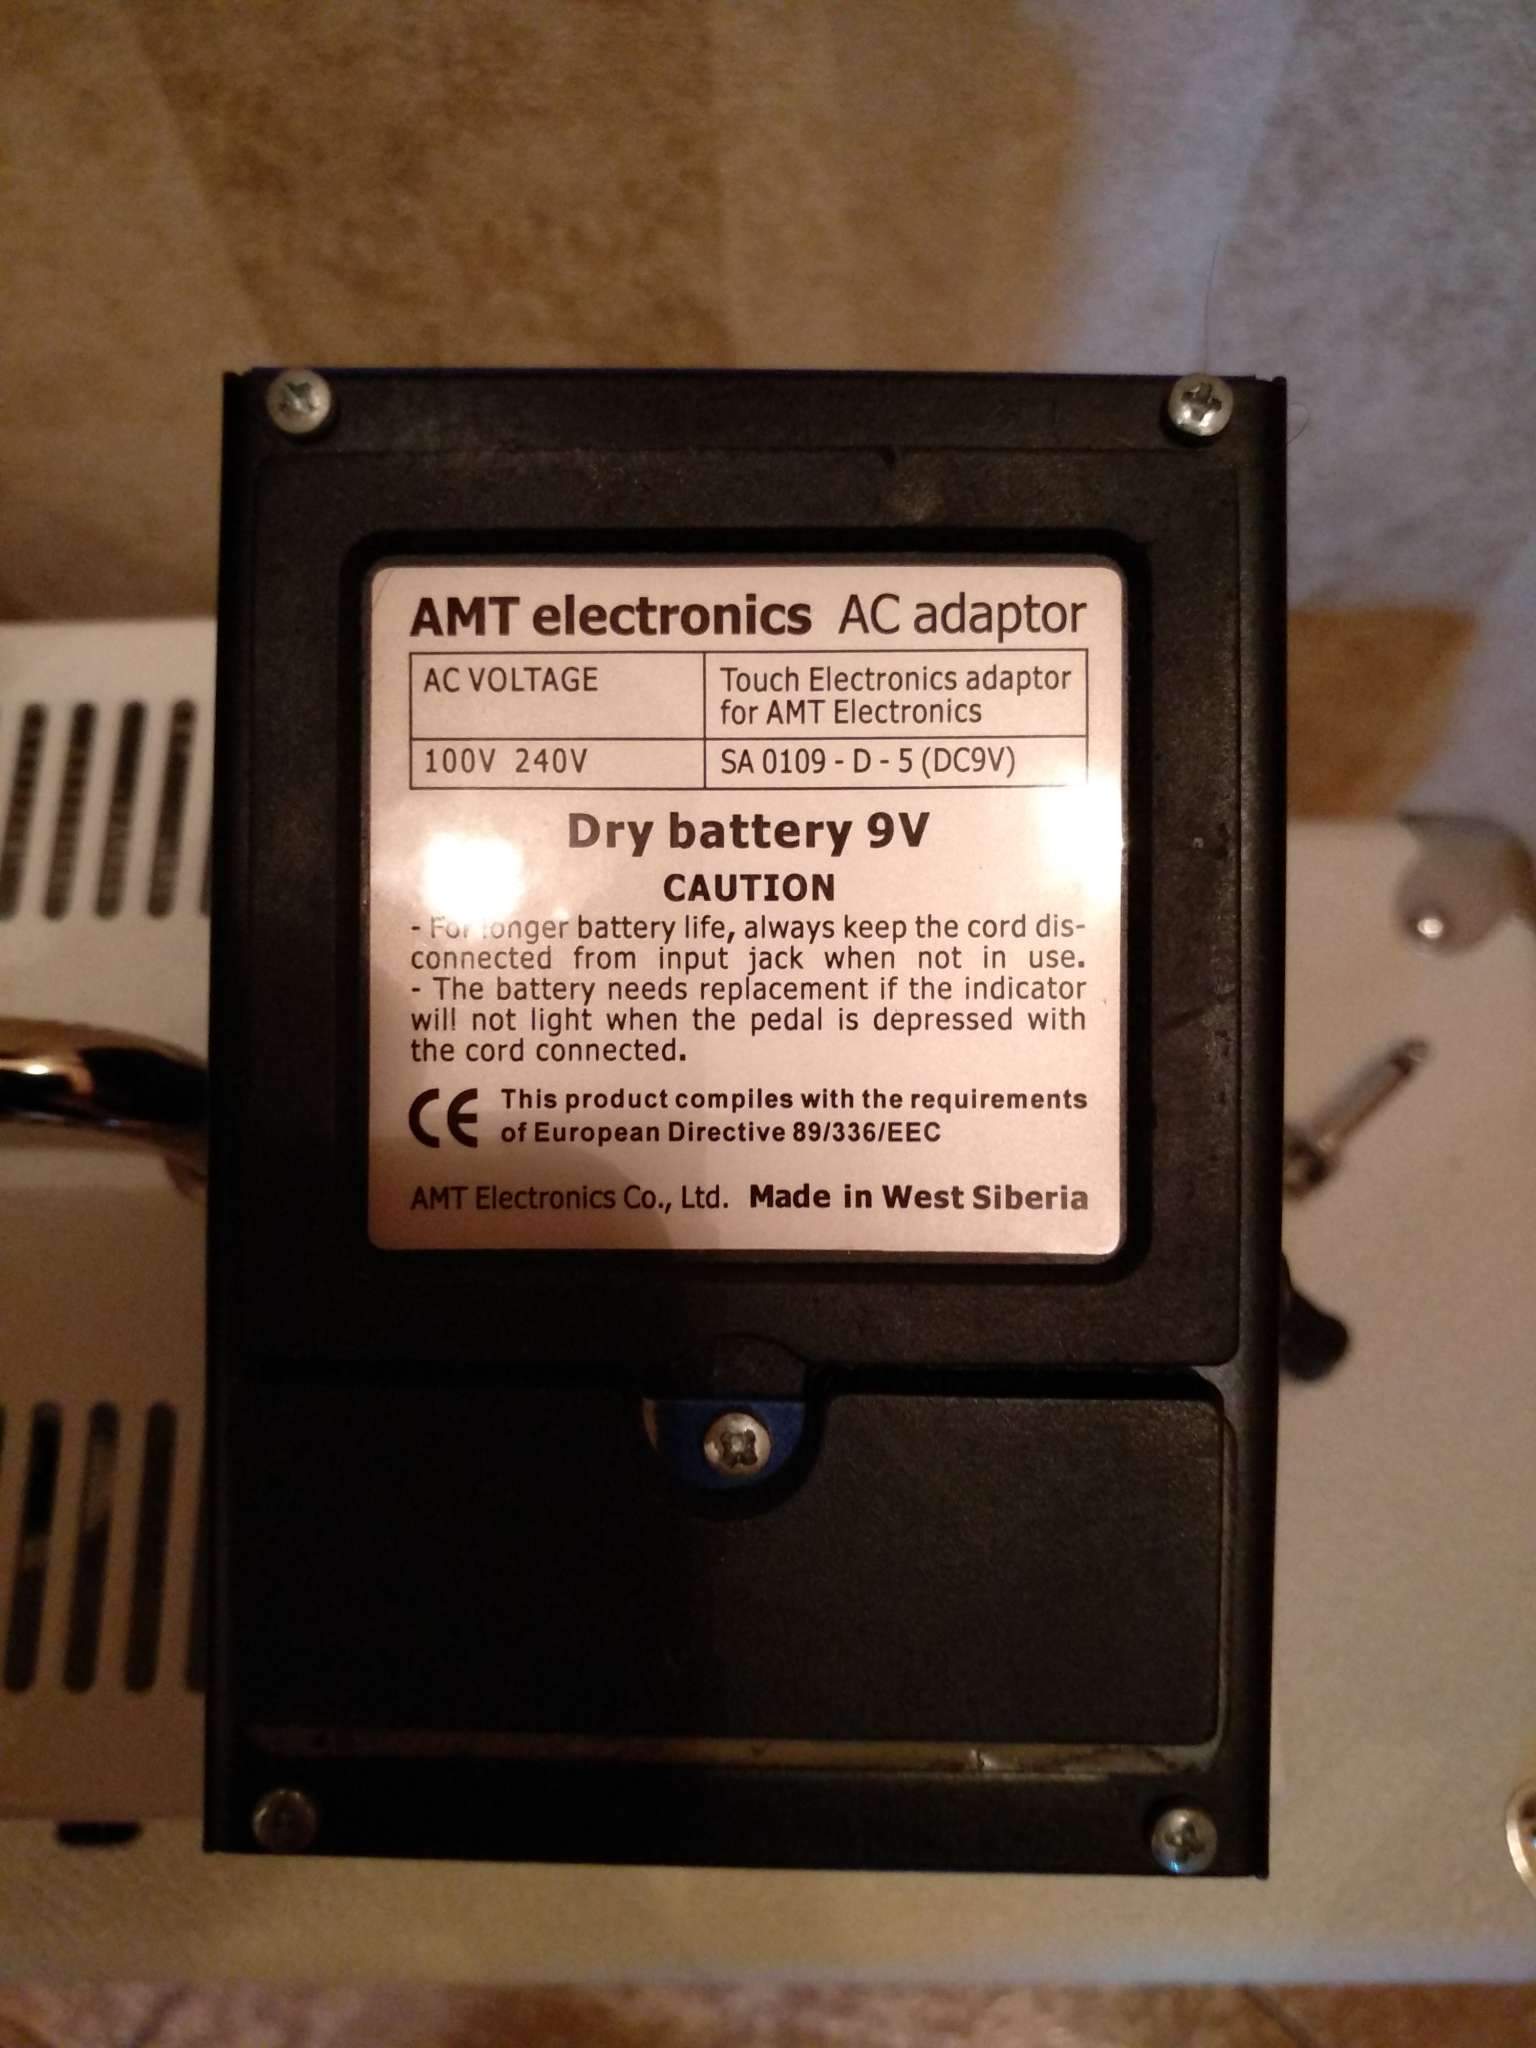 AMT electronics AC adaptor
AC VOLTAGE
Touch Electronics adaptor
for AMT Electronics
100V 240V
SA 0109 - D - 5 (DC9V)
Dry battery 9V
CAUTION
- For longer battery life, always keep the cord dis-
connected from input jack when not in use.
- The battery needs replacement if the indicator
will not light when the pedal is depressed with
the cord connected.
CE This product compiles with the requirements
of European Directive 89/336/EEC
AMT Electronics Co., Ltd. Made in West Siberia